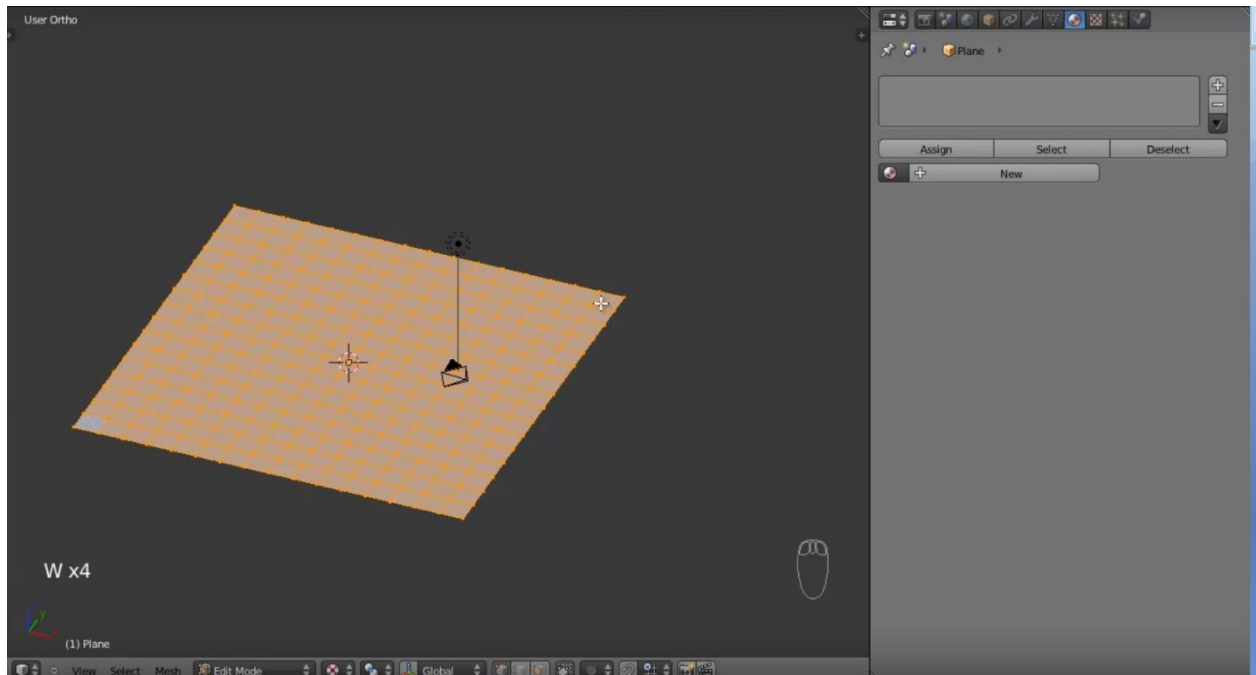 User Ortho
Plane
Assign Select Deselect
New
W x4
(1) Plane
View Select Mesh Edit Mode Global